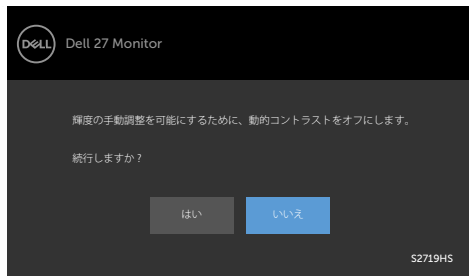 DELL
Dell 27 Monitor
輝度の手動調整を可能にするために、動的コントラストをオフにします。
続行しますか?
はい
いいえ
S2719HS